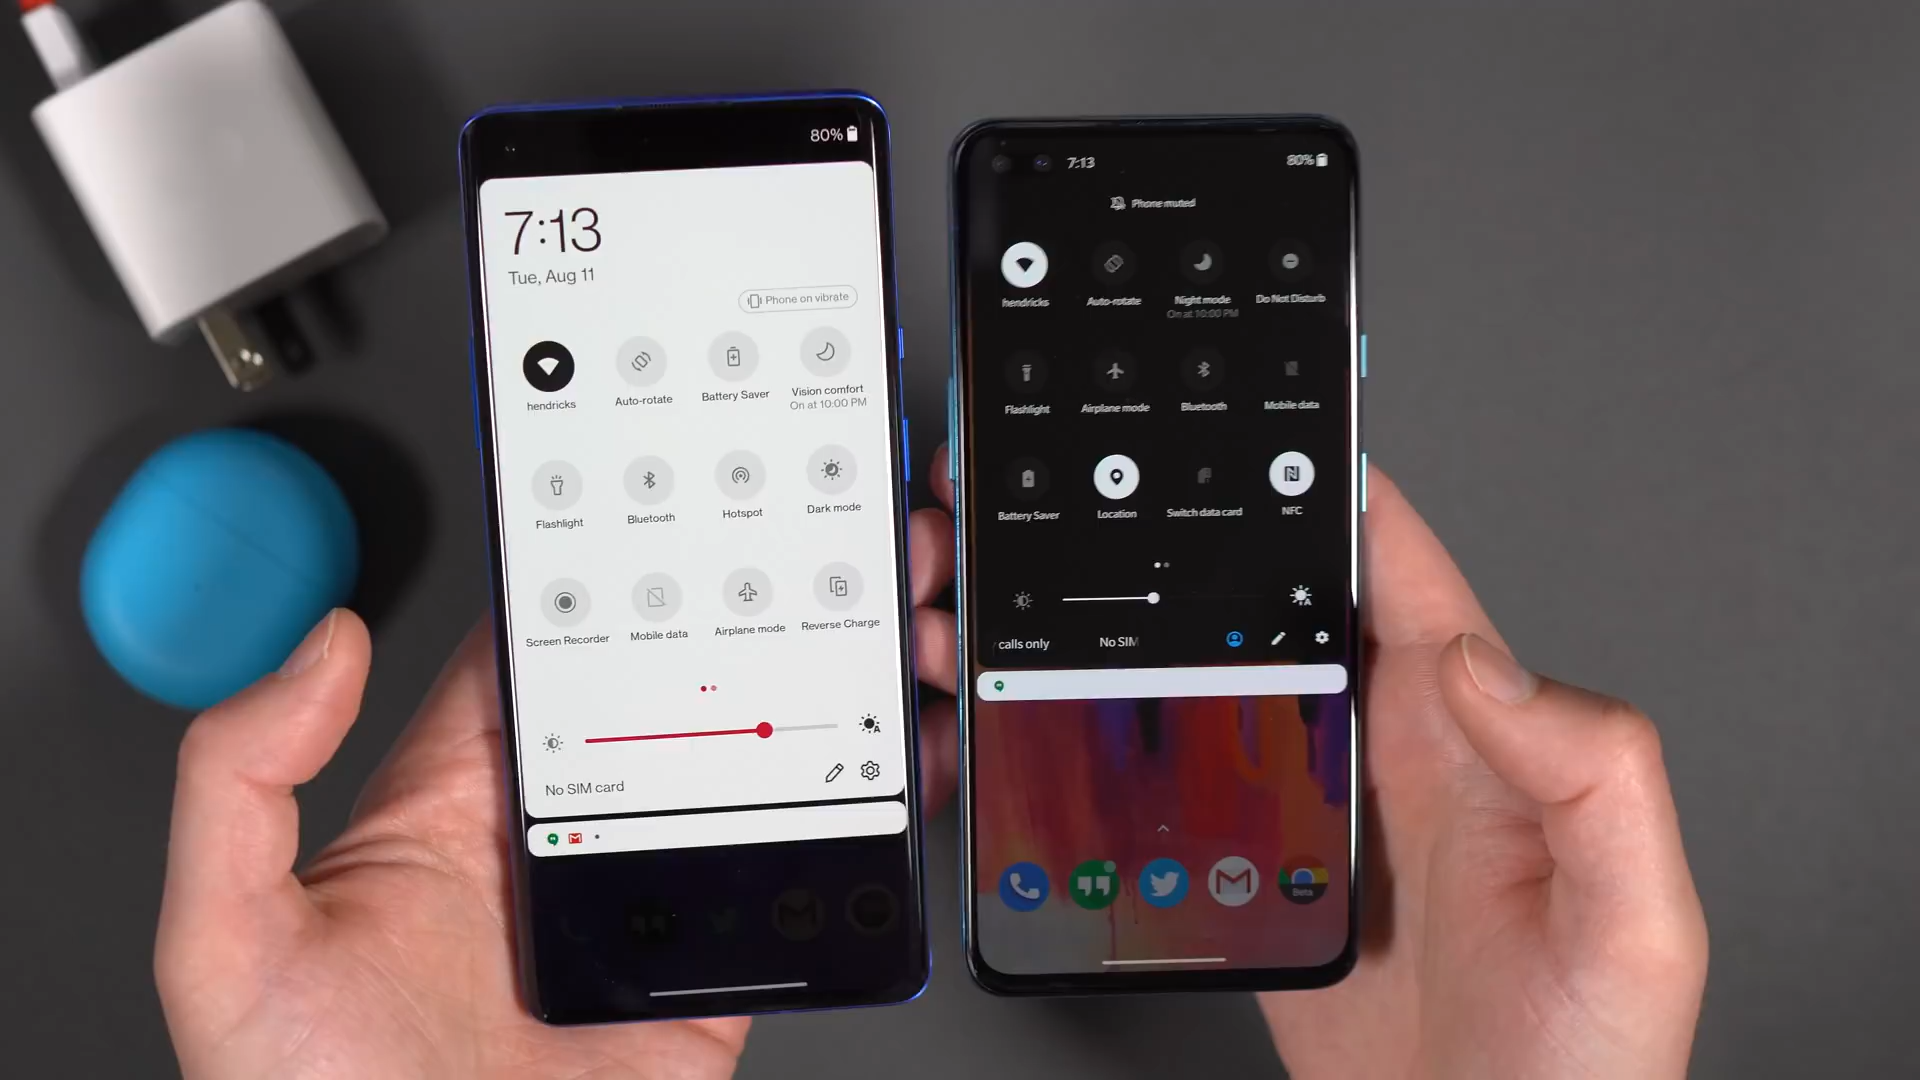 80%
7:13
Tue, Aug 11
Phone on vibrate
hendricks
Auto-rotate
Battery Saver
Vision comfort
On at 10:00 PM
Flashlight
Bluetooth
Hotspot
Dark mode
Screen Recorder
Mobile data
Airplane mode
Reverse Charge
A
No SIM card
7:13
80%
Phone muted
hendricks
Auto-rotate
Night mode
On at 10:00 PM
Do Not Disturb
Flashlight
Airplane mode
Bluetooth
Mobile data
Battery Saver
Location
Switch data card
NFC
A
calls only
No SIM
Beta